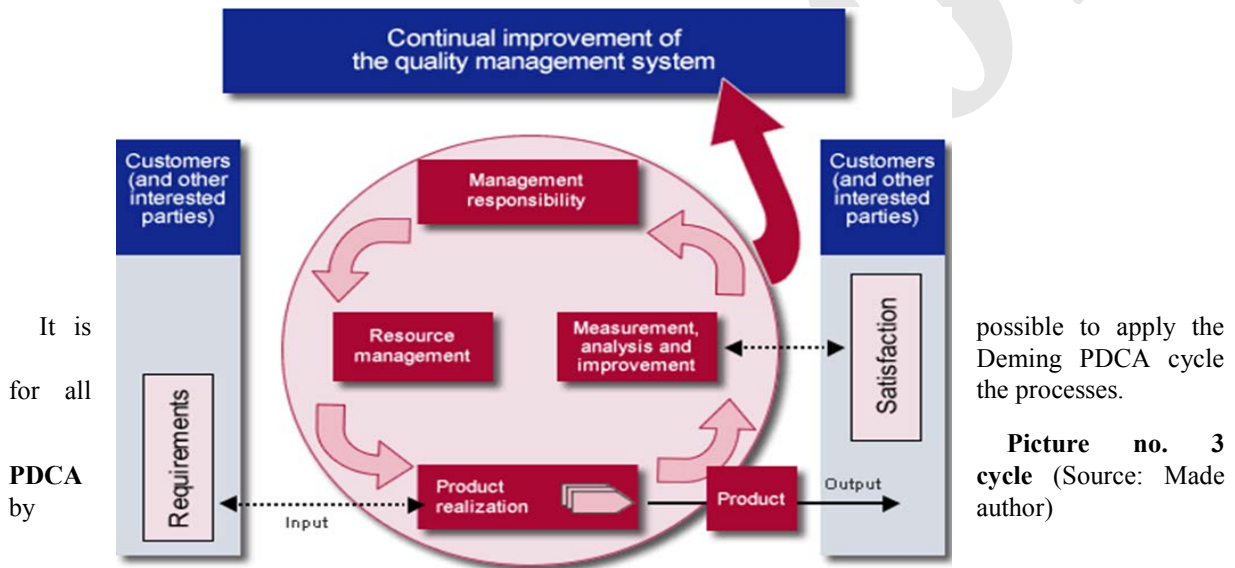 Continual improvement of
the quality management system
Customers
(and other
interested
parties)
Management
responsibility
Customers
(and other
interested
parties)
Resource
management
Measurement,
analysis and
improvement
Satisfaction
Requirements
Product
realization
Product
Input
Output
It is possible to apply the
Deming PDCA cycle
for all the processes.
Picture no. 3
PDCA cycle (Source: Made
by author)